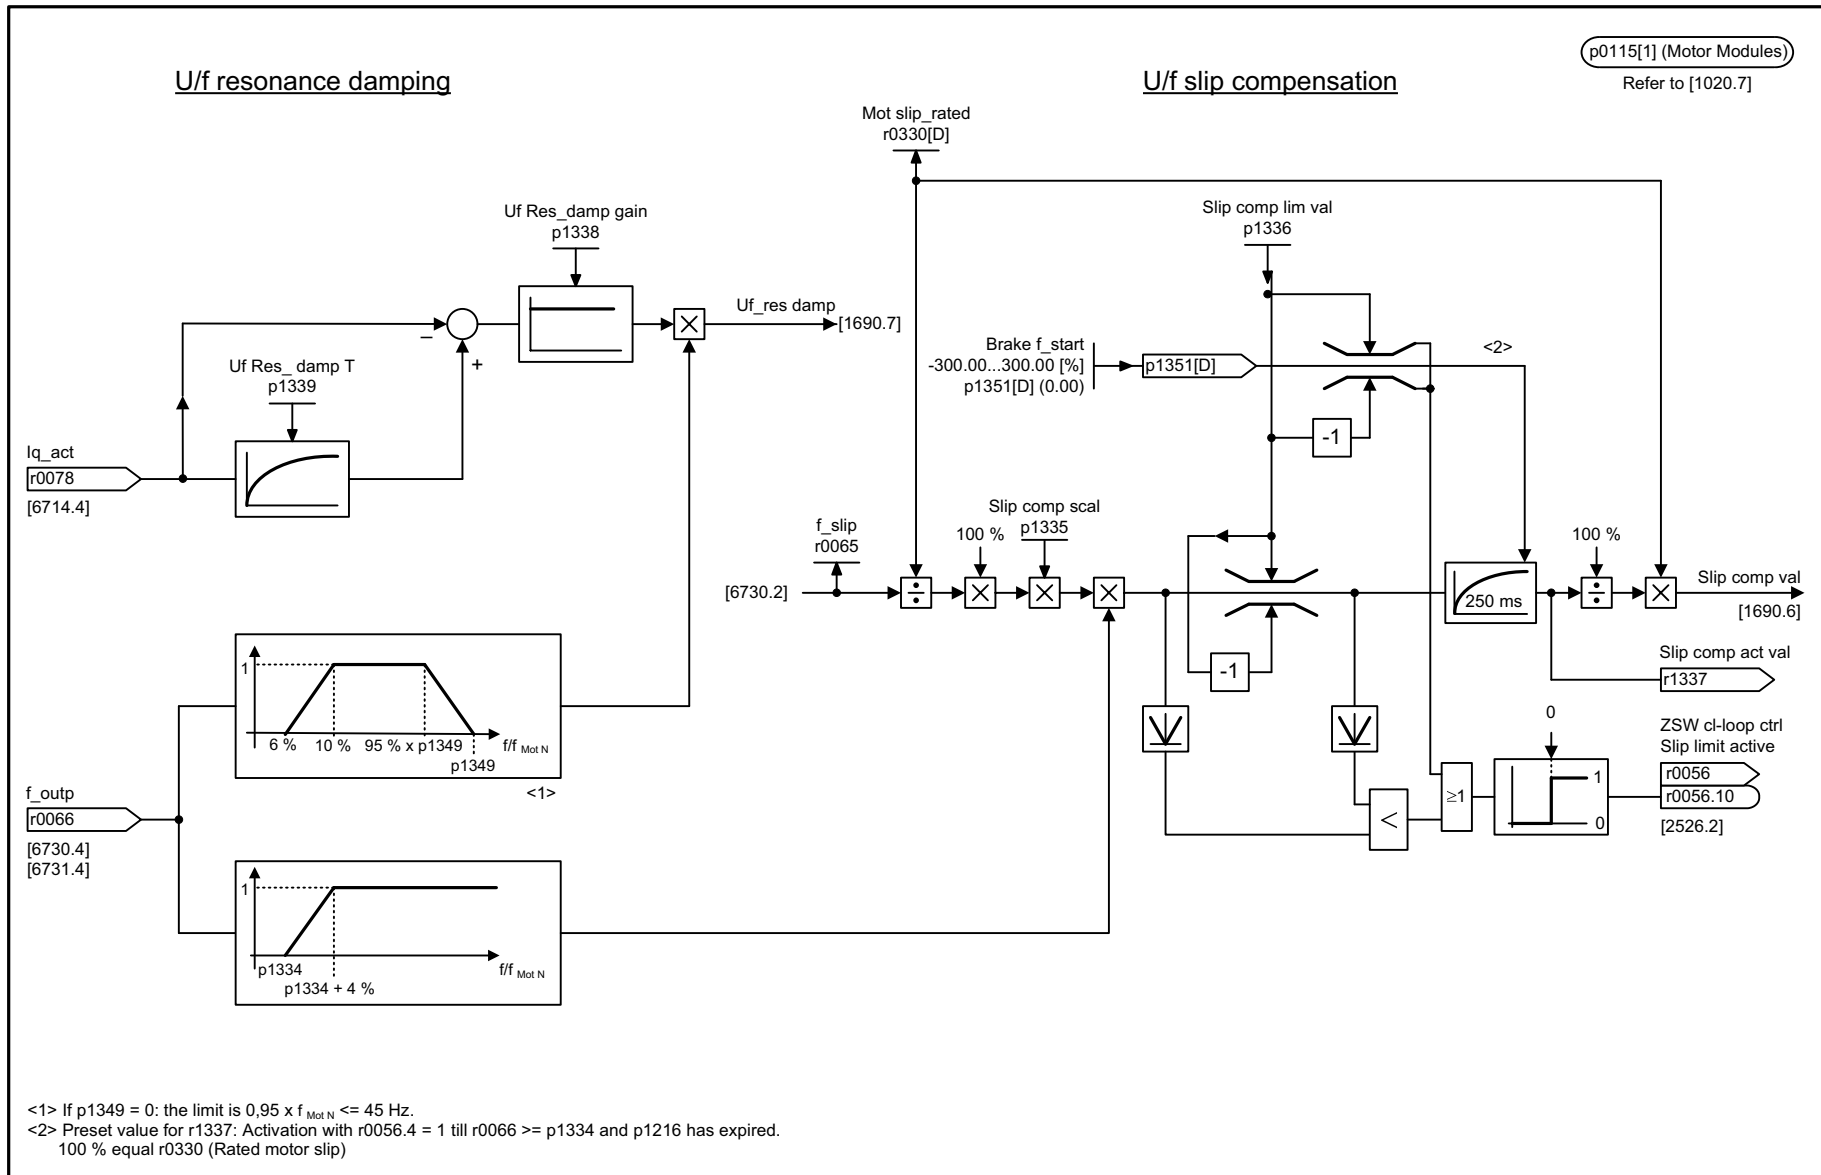 p0115[1] (Motor Modules)
Refer to [1020.7]
U/f resonance damping
U/f slip compensation
Mot slip_rated
r0330[D]
Uf Res_damp gain
p1338
Slip comp lim val
p1336
Uf_res damp
[1690.7]
–
+
Uf Res_ damp T
p1339
Brake f_start
-300.00...300.00 [%]
p1351[D] (0.00)
p1351[D]
<2>
-1
Iq_act
r0078
[6714.4]
f_slip
r0065
[6730.2]
÷
100 %
×
Slip comp scal
p1335
×
×
-1
250 ms
100 %
÷
×
Slip comp val
[1690.6]
Slip comp act val
r1337
1
6 %
10 %
95 % x p1349
f/f Mot N
p1349
<1>
f_outp
r0066
[6730.4]
[6731.4]
1
p1334
p1334 + 4 %
f/f Mot N
<
≥1
0
1
0
ZSW cl-loop ctrl
Slip limit active
r0056
r0056.10
[2526.2]
<1> If p1349 = 0: the limit is 0,95 x f Mot N <= 45 Hz.
<2> Preset value for r1337: Activation with r0056.4 = 1 till r0066 >= p1334 and p1216 has expired.
100 % equal r0330 (Rated motor slip)